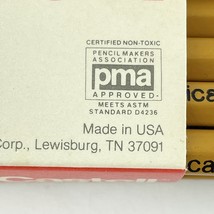 CERTIFIED NON-TOXIC
PENCIL MAKERS
ASSOCIATION
pma
APPROVED
MEETS ASTM
STANDARD D4236
Made in USA
Corp., Lewisburg, TN 37091
ica